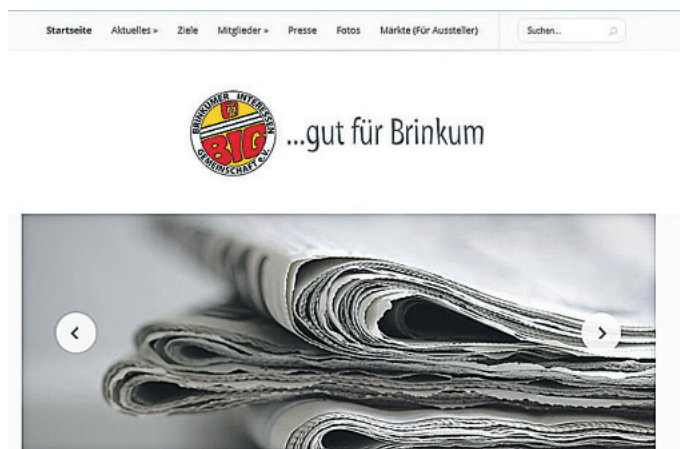 Startseite Aktuelles » Ziele Mitglieder » Presse Fotos Märkte (Für Aussteller) Suchen...
BRINKUMER INTERESSEN
BIG
GEMEINSCHAFT e.V.
...gut für Brinkum